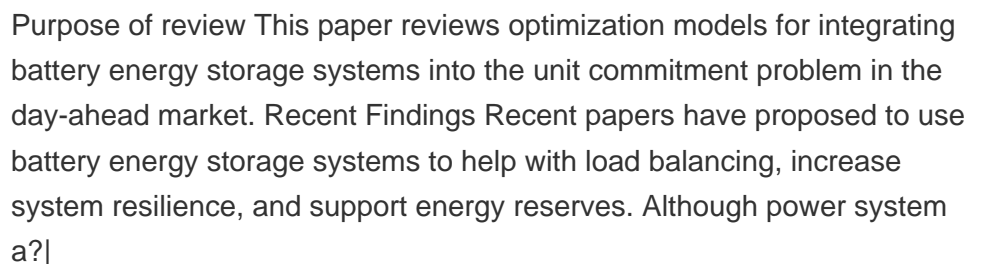 Purpose of review This paper reviews optimization models for integrating
battery energy storage systems into the unit commitment problem in the
day-ahead market. Recent Findings Recent papers have proposed to use
battery energy storage systems to help with load balancing, increase
system resilience, and support energy reserves. Although power system
a?|